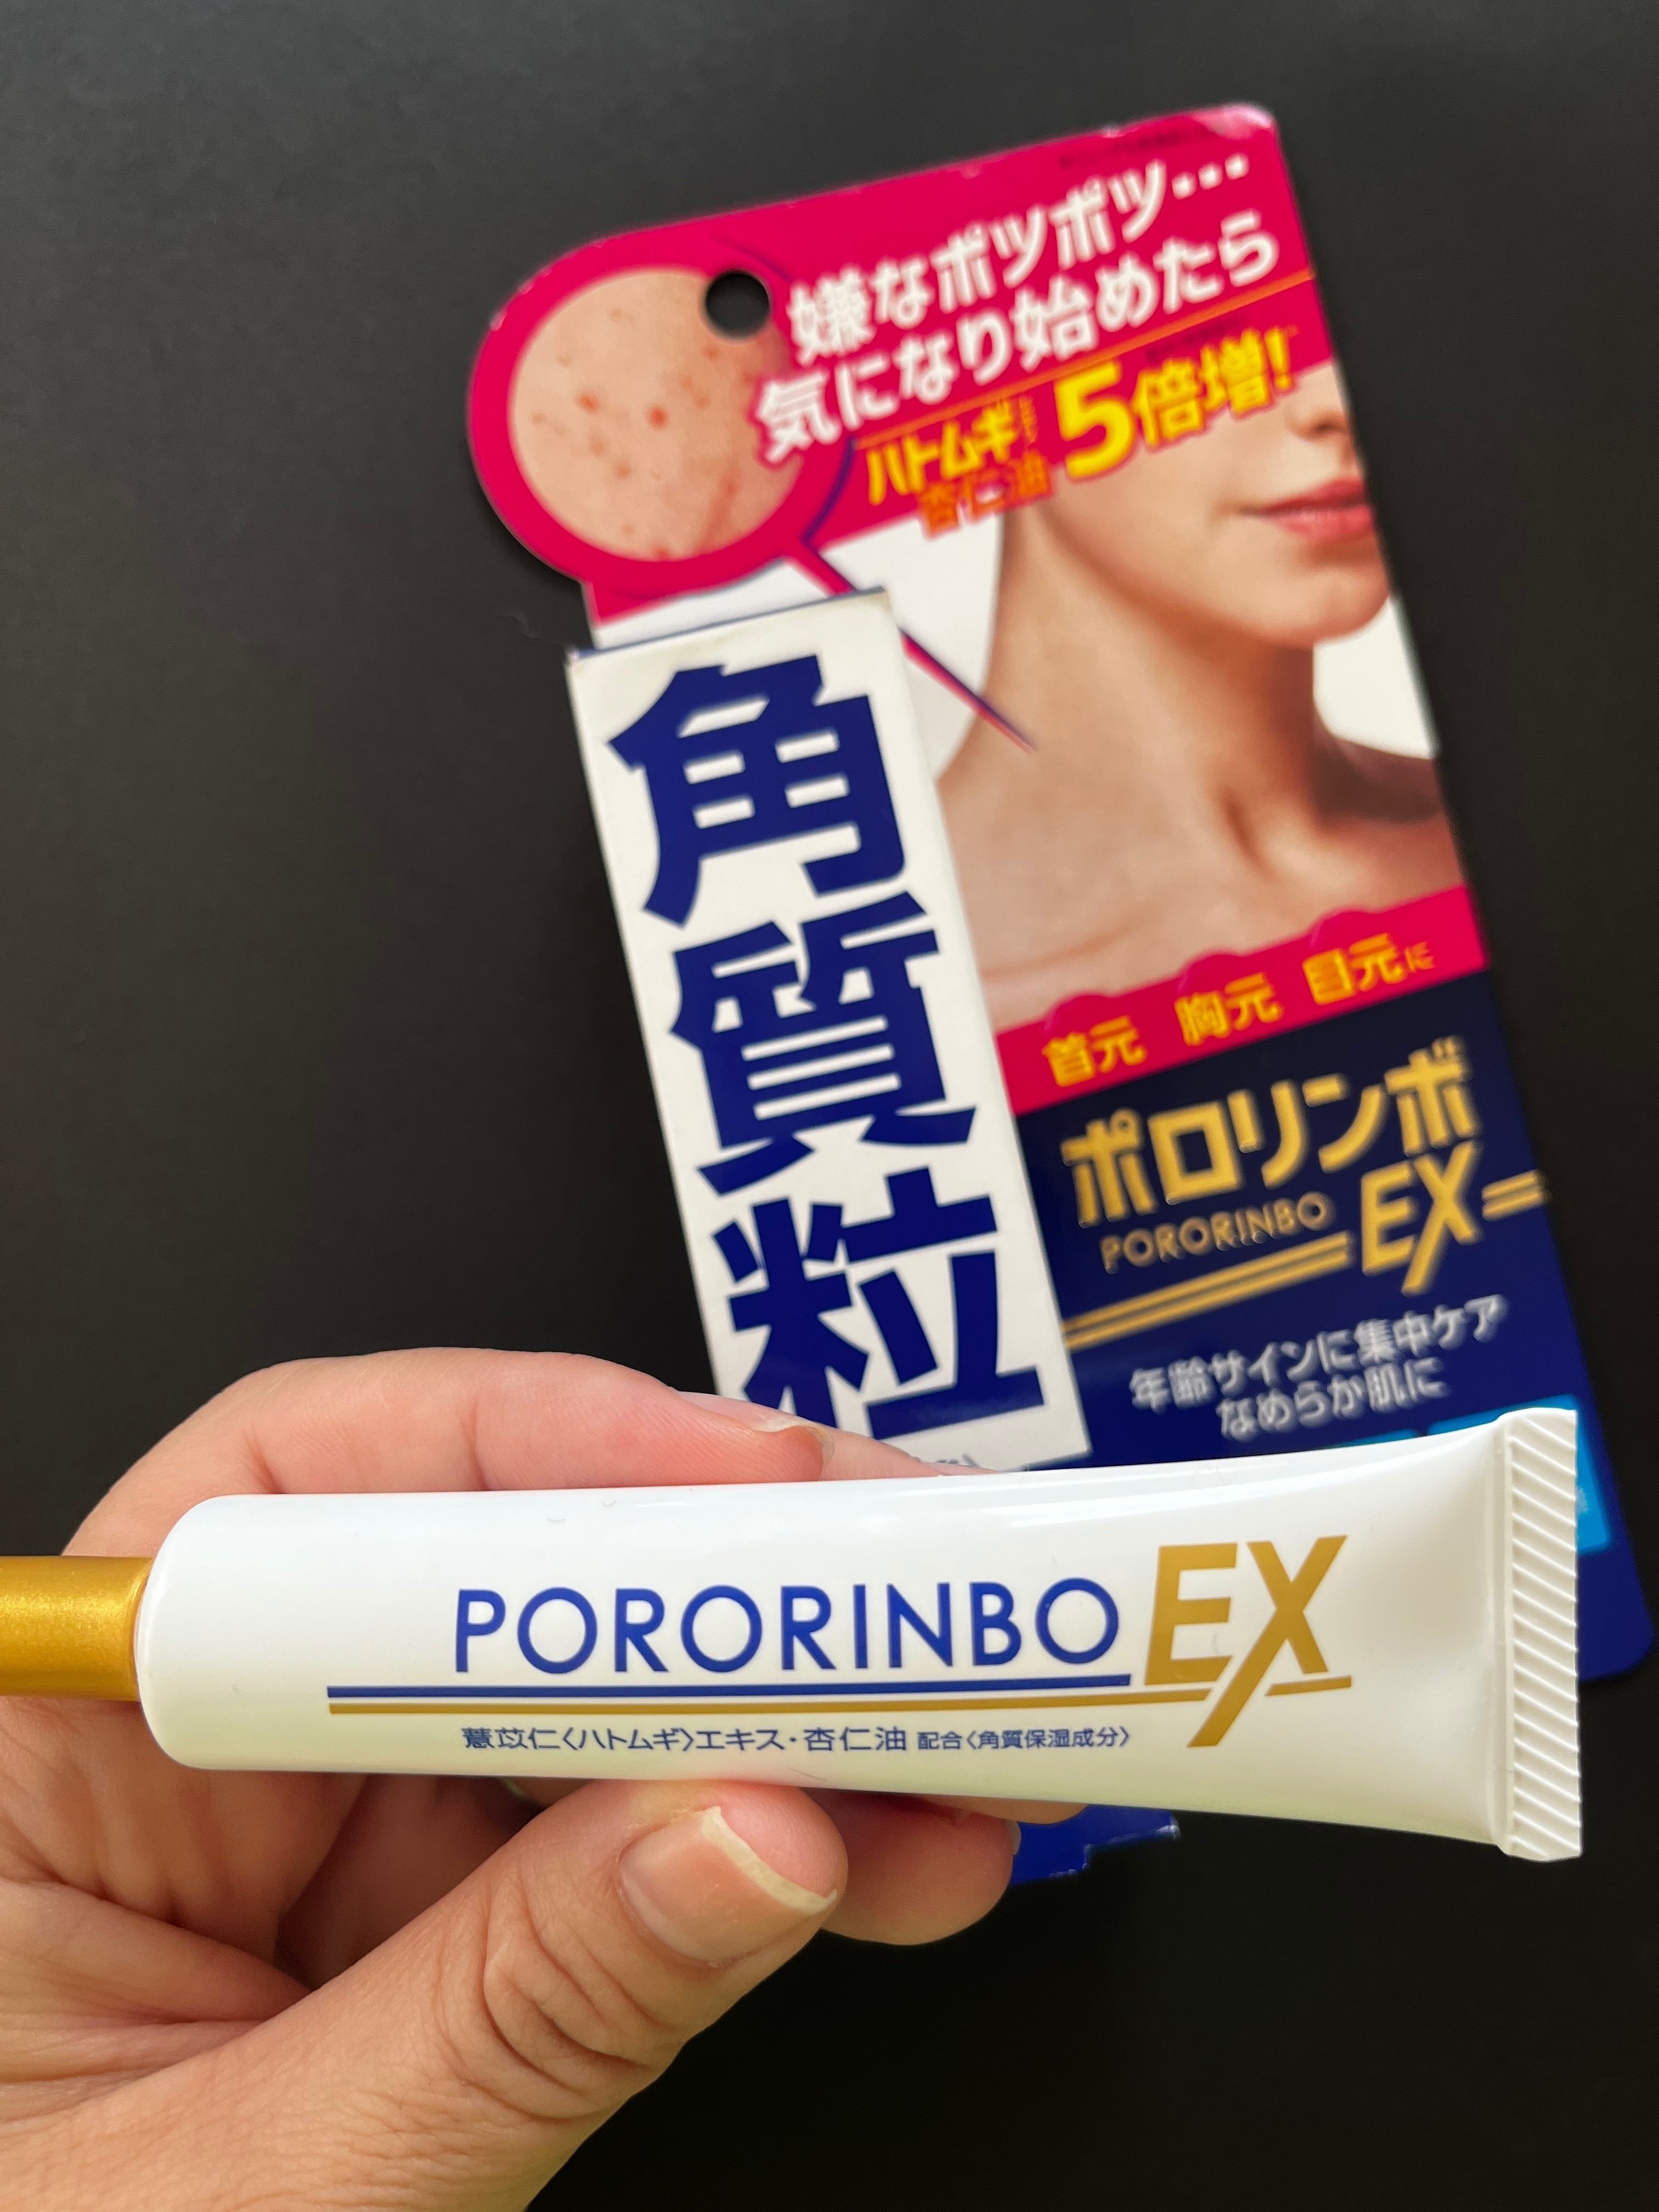 嫌なポツポツ…
気になり始めたら
ハトムギ
杏仁油
5倍増!
角質粒
首元 胸元 目元に
ポロリンボ
PORORINBO EX
年齢サインに集中ケア
なめらか肌に
PORORINBO EX
薏苡仁〈ハトムギ〉エキス・杏仁油 配合〈角質保湿成分〉